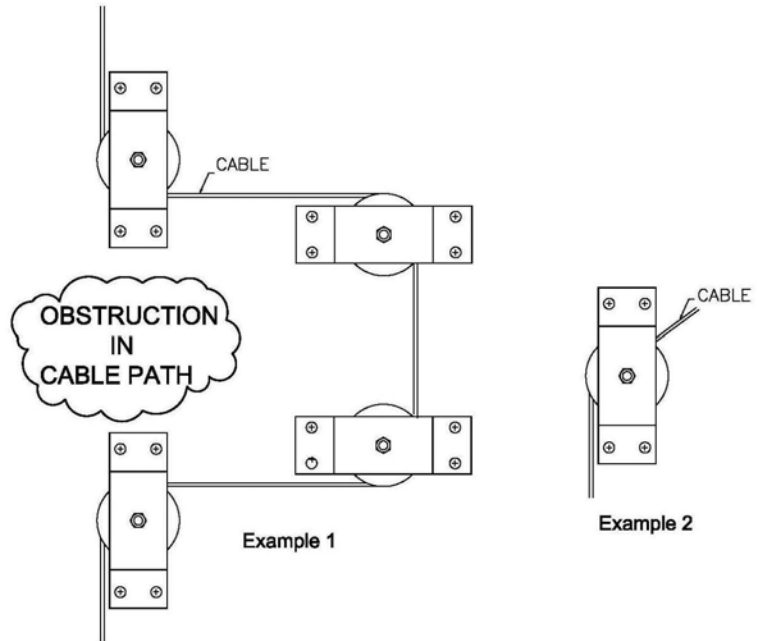 CABLE
OBSTRUCTION
IN
CABLE PATH
CABLE
Example 1
Example 2